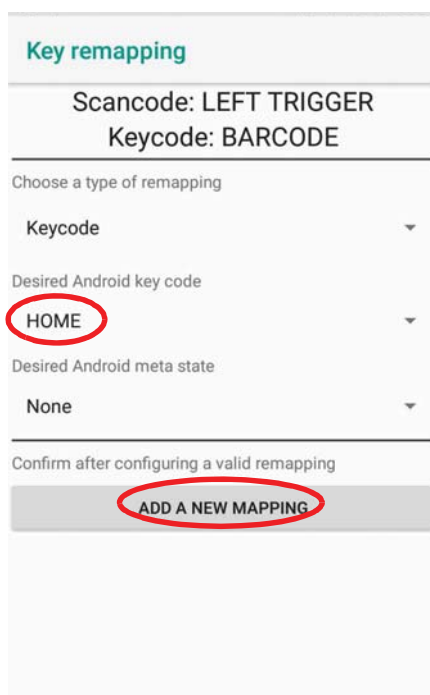 Key remapping
Scancode: LEFT TRIGGER
Keycode: BARCODE
Choose a type of remapping
Keycode
Desired Android key code
HOME
Desired Android meta state
None
Confirm after configuring a valid remapping
ADD A NEW MAPPING